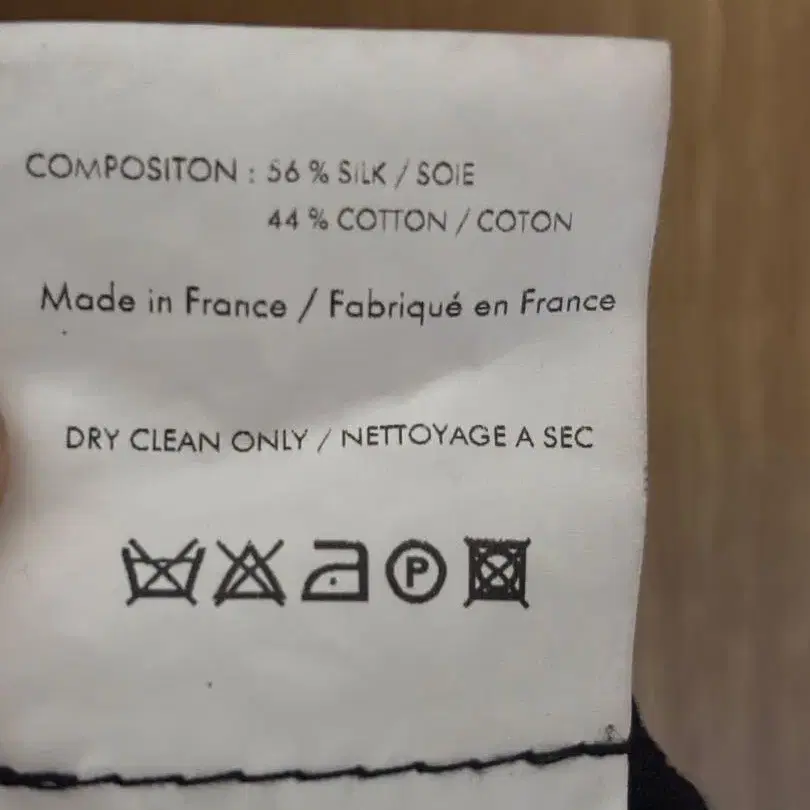 COMPOSITON : 56 % SILK / SOIE
44 % COTTON / COTON
Made in France / Fabriqué en France
DRY CLEAN ONLY / NETTOYAGE A SEC
P